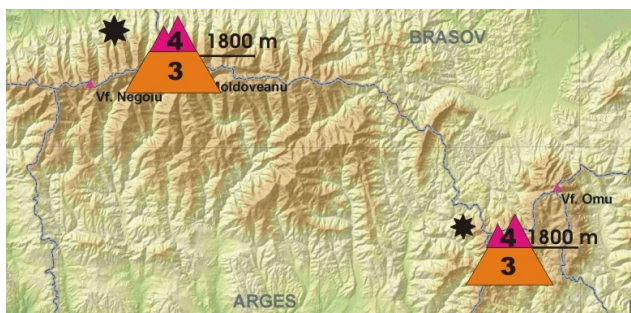 BRASOV
4
1800 m
3
Moldoveanu
Vf. Negoiu
Vf. Omu
4
1800 m
3
ARGES